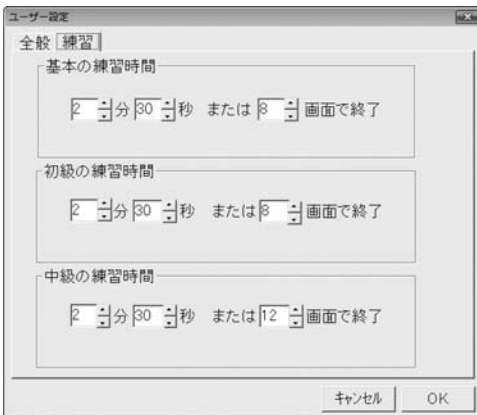 ユーザー設定
全般 練習
基本の練習時間
2 分 30 秒 または 8 画面で終了
初級の練習時間
2 分 30 秒 または 8 画面で終了
中級の練習時間
2 分 30 秒 または 12 画面で終了
キャンセル OK